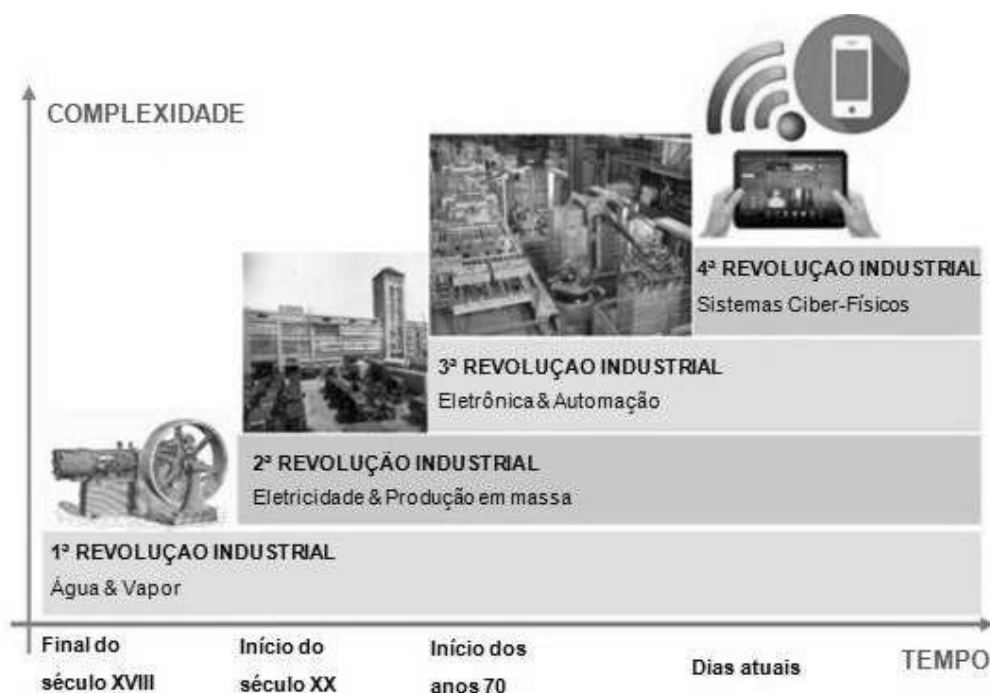 COMPLEXIDADE
4ª REVOLUÇAO INDUSTRIAL
Sistemas Ciber-Físicos
3ª REVOLUÇAO INDUSTRIAL
Eletrônica & Automação
2ª REVOLUÇÃO INDUSTRIAL
Eletricidade & Produção em massa
1ª REVOLUÇAO INDUSTRIAL
Água & Vapor
Final do
século XVIII
Início do
século XX
Início dos
anos 70
Dias atuais
TEMPO